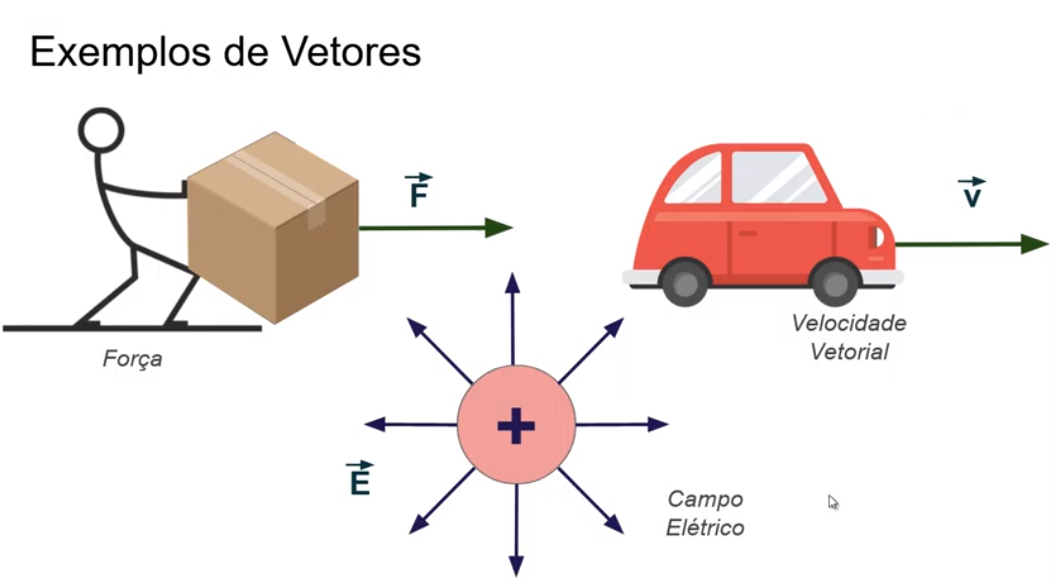 Exemplos de Vetores
F
v
Força
Velocidade
Vetorial
+
E
Campo
Elétrico